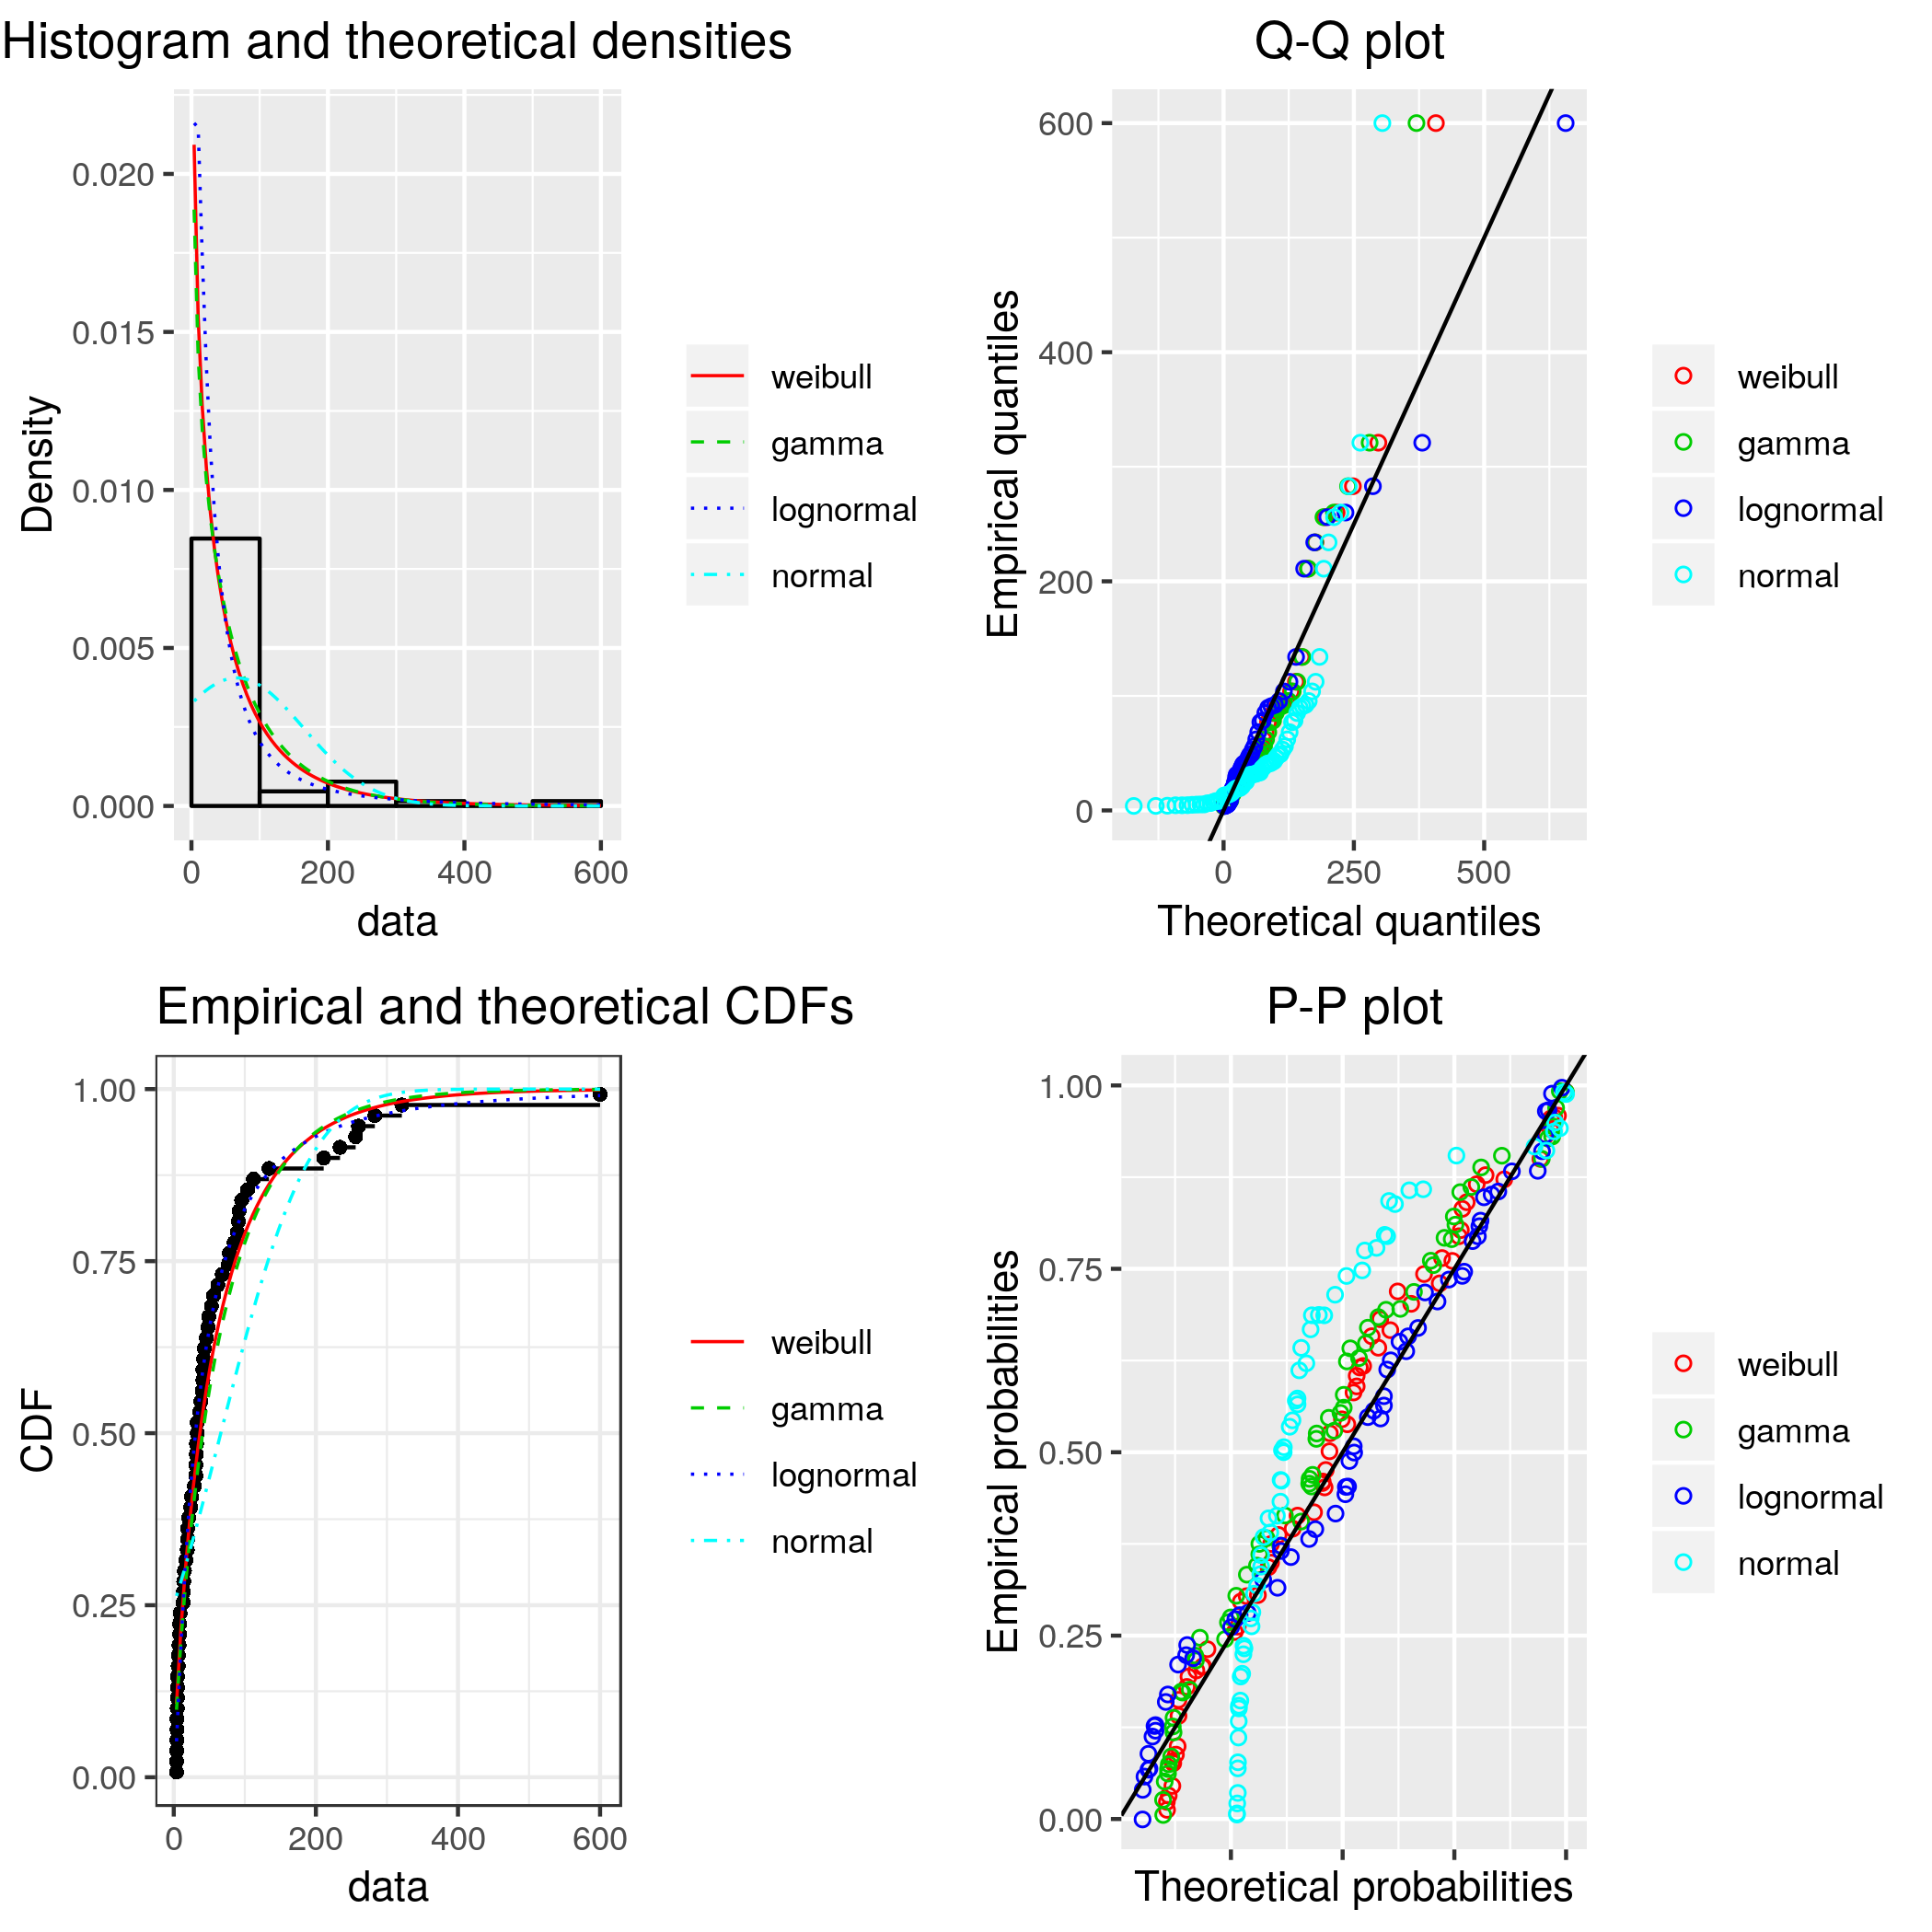 Histogram and theoretical densities
Density
0.020
0.015
0.010
0.005
0.000
0 200 400 600
data
weibull
gamma
lognormal
normal
Q-Q plot
Empirical quantiles
600
400
200
0
0 250 500
Theoretical quantiles
weibull
gamma
lognormal
normal
Empirical and theoretical CDFs
CDF
1.00
0.75
0.50
0.25
0.00
0 200 400 600
data
weibull
gamma
lognormal
normal
P-P plot
Empirical probabilities
1.00
0.75
0.50
0.25
0.00
Theoretical probabilities
weibull
gamma
lognormal
normal